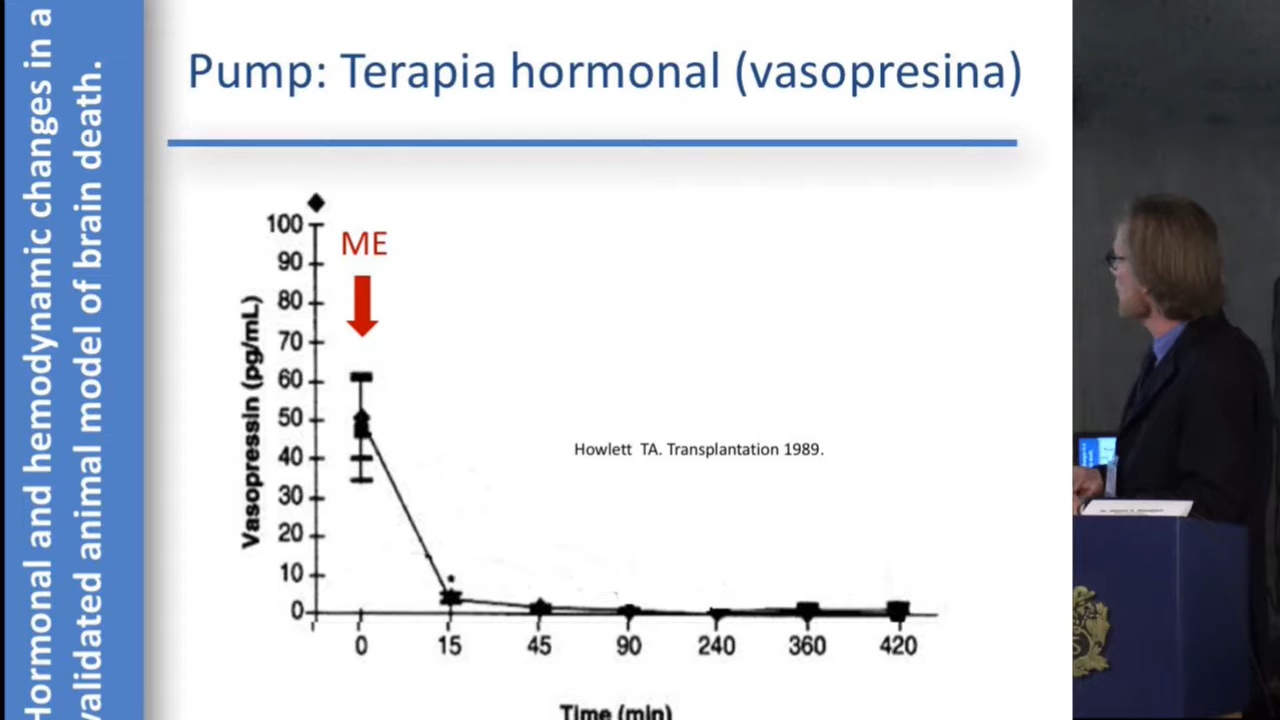 Hormonal and hemodynamic changes in a
validated animal model of brain death.
Pump: Terapia hormonal (vasopresina)
100
90
80
70
60
50
40
30
20
10
0
Vasopressin (pg/mL)
ME
Howlett TA. Transplantation 1989.
0 15 45 90 240 360 420
Time (min)